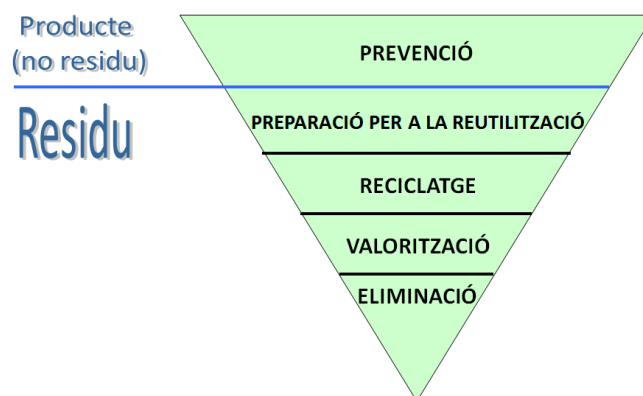 Producte
(no residu)
PREVENCIÓ
Residu
PREPARACIÓ PER A LA REUTILITZACIÓ
RECICLATGE
VALORITZACIÓ
ELIMINACIÓ